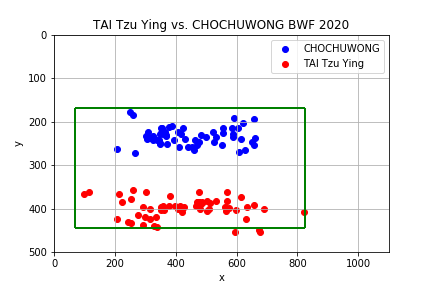 TAI Tzu Ying vs. CHOCHUWONG BWF 2020
CHOCHUWONG
TAI Tzu Ying
0
100
200
300
400
500
y
0 200 400 600 800 1000
x